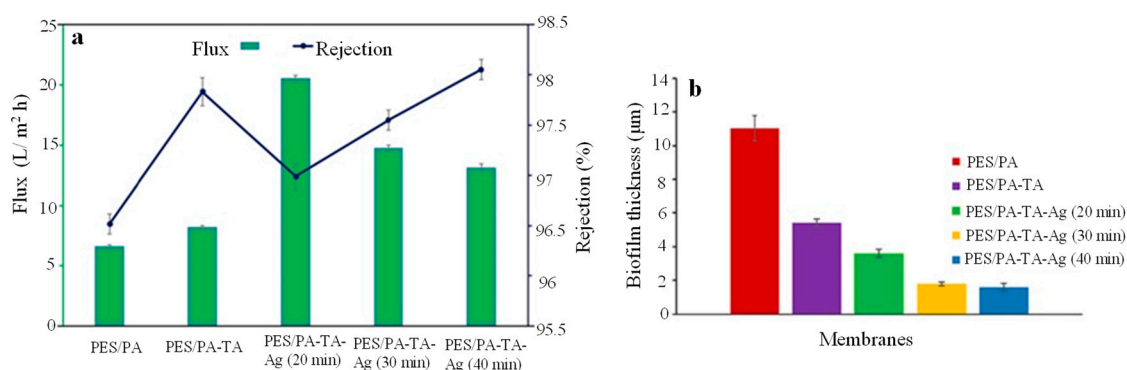 a
Flux
Rejection
Flux (L/ m² h)
25
20
15
10
5
0
98.5
98
97.5
97
96.5
96
95.5
Rejection (%)
PES/PA
PES/PA-TA
PES/PA-TA-
Ag (20 min)
PES/PA-TA-
Ag (30 min)
PES/PA-TA-
Ag (40 min)
b
Biofilm thickness (µm)
14
12
10
8
6
4
2
0
PES/PA
PES/PA-TA
PES/PA-TA-Ag (20 min)
PES/PA-TA-Ag (30 min)
PES/PA-TA-Ag (40 min)
Membranes